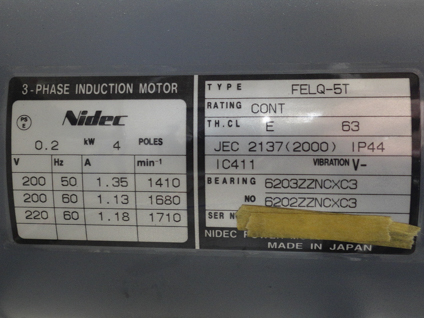 3-PHASE INDUCTION MOTOR
PS E
Nidec
0.2 kW 4 POLES
V Hz A min-1
200 50 1.35 1410
200 60 1.13 1680
220 60 1.18 1710
TYPE FELQ-5T
RATING CONT
TH.CL E 63
JEC 2137(2000) IP44
IC411 VIBRATION V-
BEARING 6203ZZNCXC3
NO 6202ZZNCXC3
SER NO
NIDEC
MADE IN JAPAN